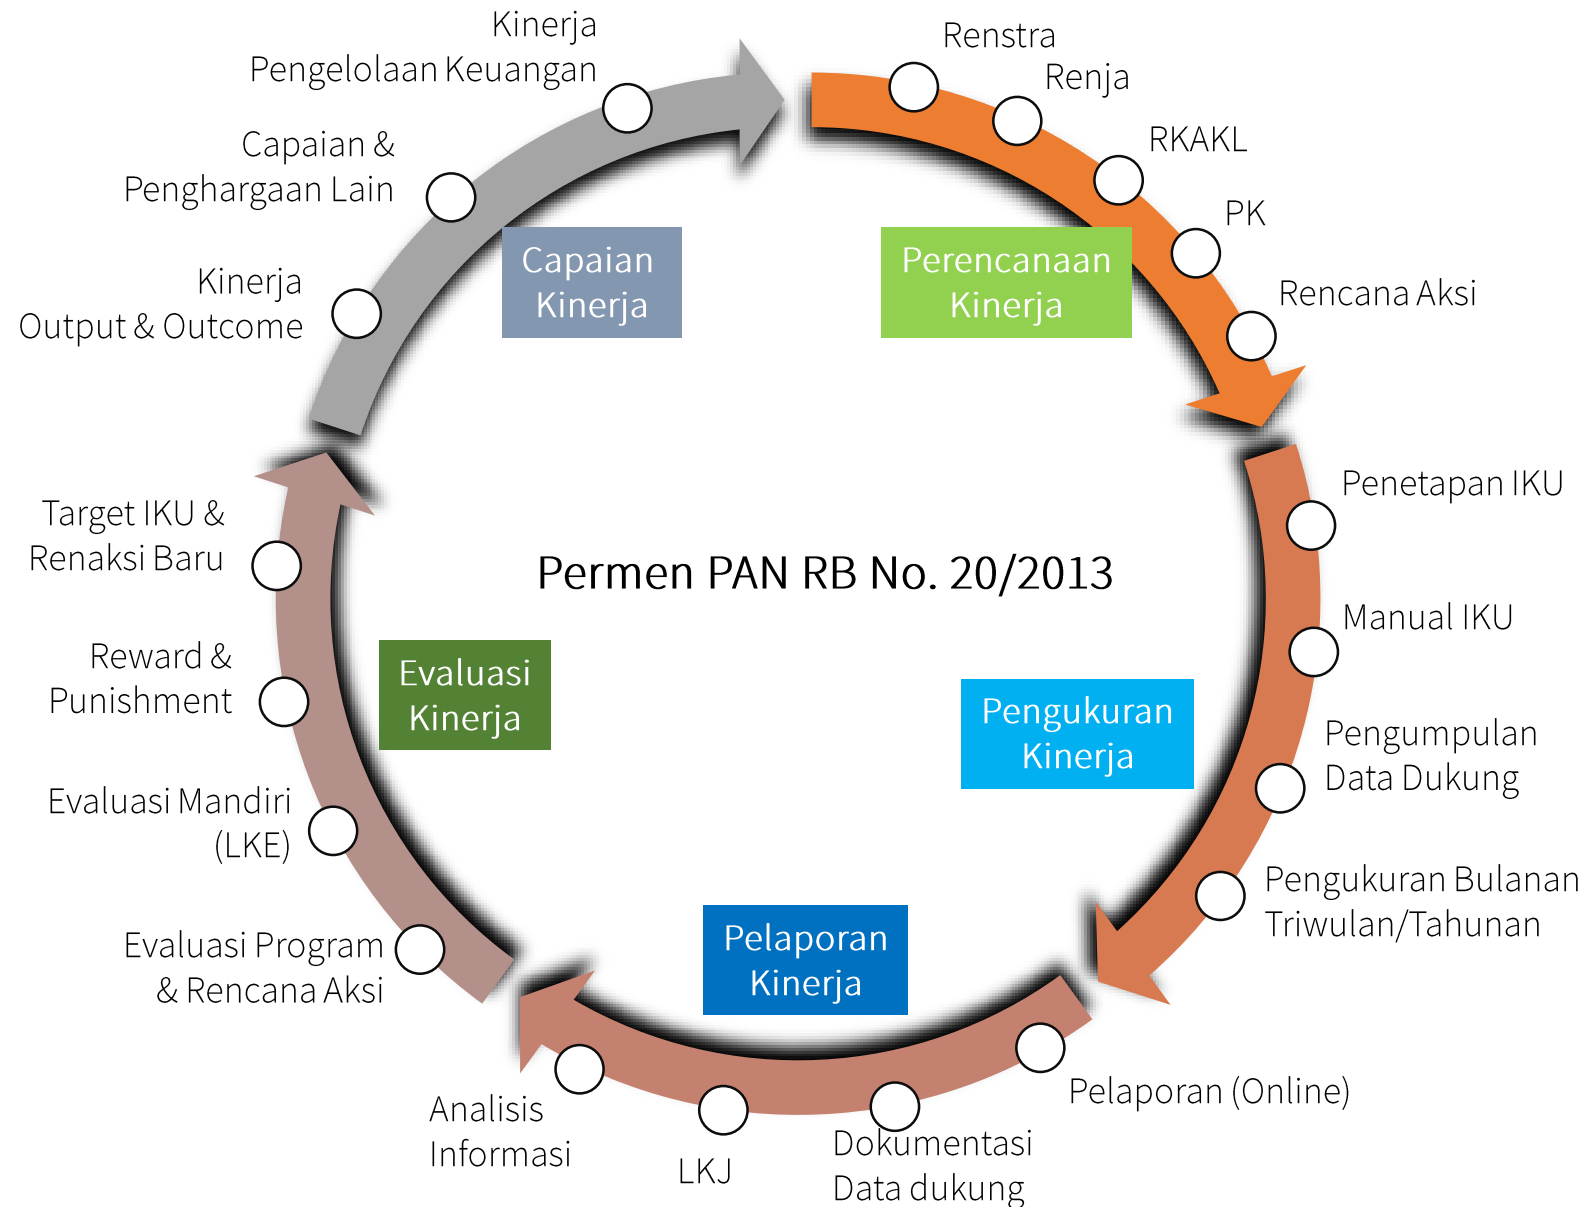 Kinerja
Pengelolaan Keuangan
Capaian &
Penghargaan Lain
Kinerja
Output & Outcome
Capaian
Kinerja
Renstra
Renja
RKAKL
PK
Rencana Aksi
Perencanaan
Kinerja
Penetapan IKU
Manual IKU
Pengumpulan
Data Dukung
Pengukuran Bulanan
Triwulan/Tahunan
Pengukuran
Kinerja
Permen PAN RB No. 20/2013
Pelaporan (Online)
Dokumentasi
Data dukung
LKJ
Analisis
Informasi
Pelaporan
Kinerja
Evaluasi Program
& Rencana Aksi
Evaluasi Mandiri
(LKE)
Reward &
Punishment
Target IKU &
Renaksi Baru
Evaluasi
Kinerja